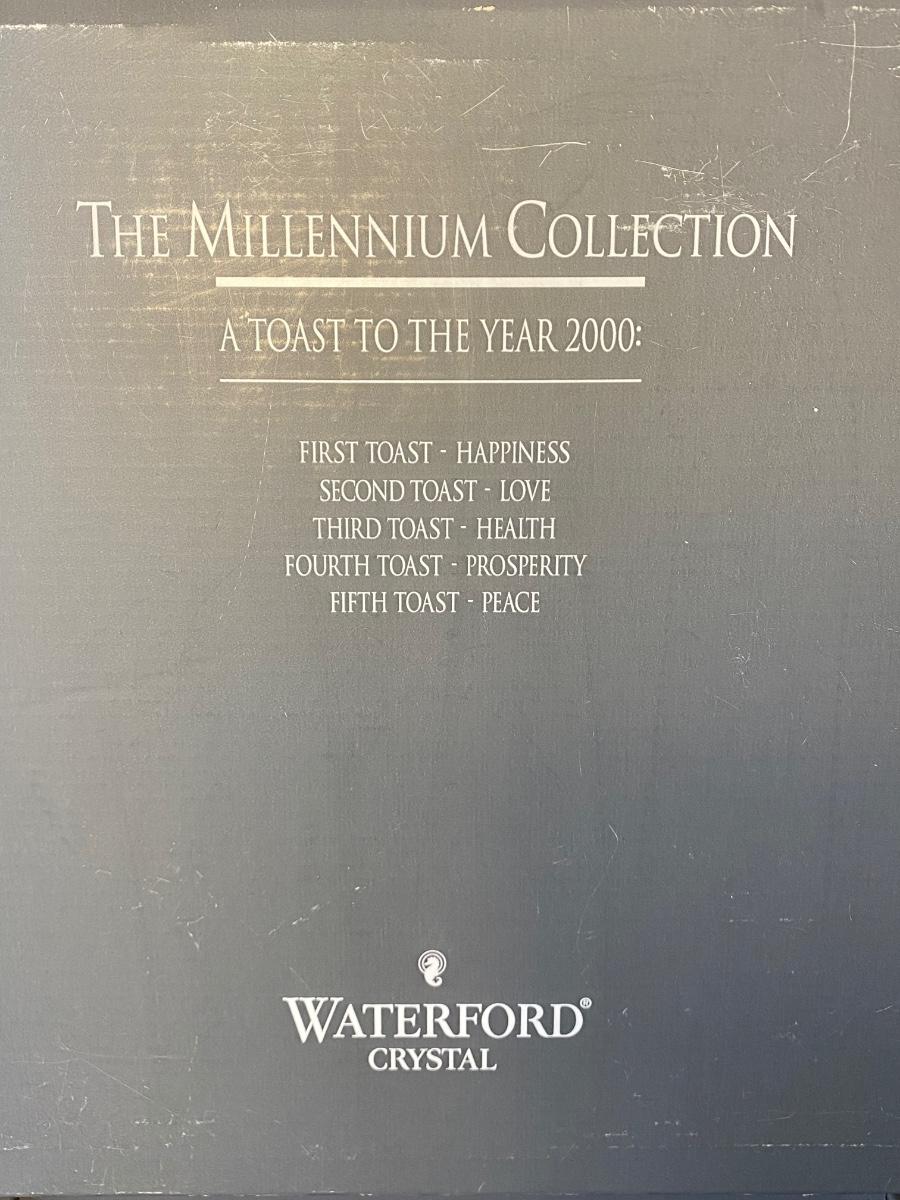 THE MILLENNIUM COLLECTION
A TOAST TO THE YEAR 2000:
FIRST TOAST - HAPPINESS
SECOND TOAST - LOVE
THIRD TOAST - HEALTH
FOURTH TOAST - PROSPERITY
FIFTH TOAST - PEACE
WATERFORD®
CRYSTAL